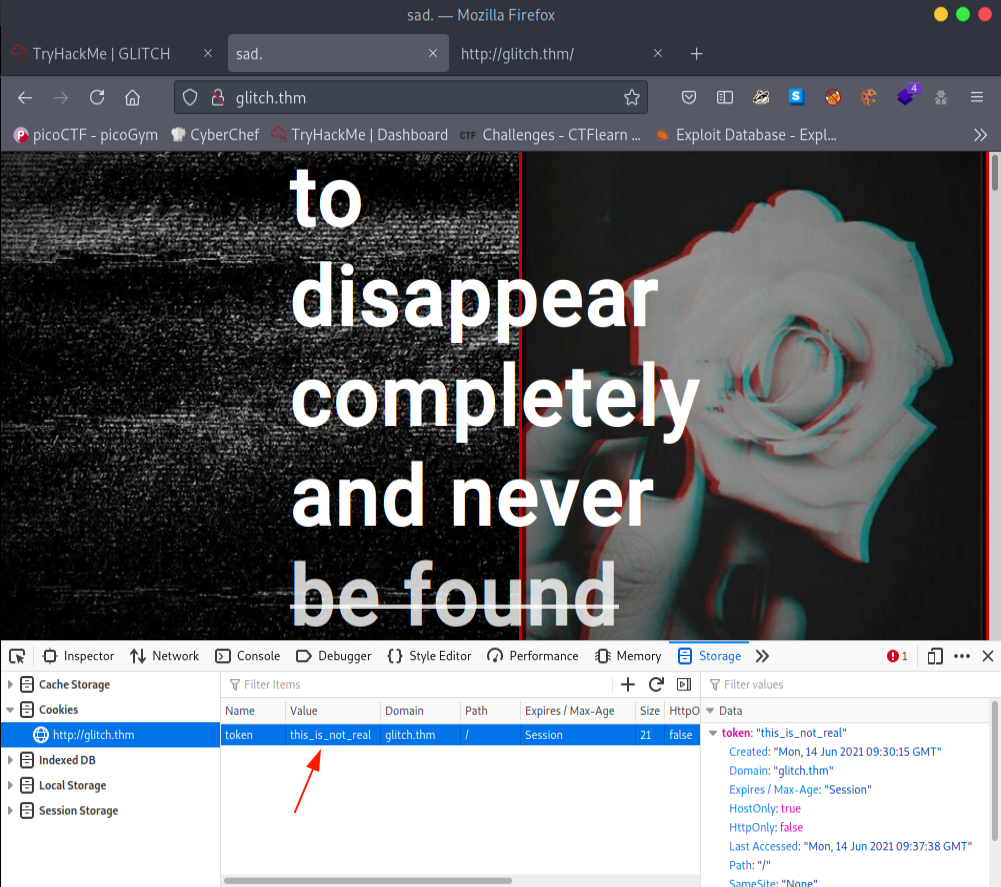 sad. — Mozilla Firefox
TryHackMe | GLITCH × sad. × http://glitch.thm/ × +
glitch.thm S 4
picoCTF - picoGym CyberChef TryHackMe | Dashboard CTF Challenges - CTFlearn ... Exploit Database - Expl... »
to
disappear
completely
and never
be found
Inspector Network Console Debugger Style Editor Performance Memory Storage 1
Cache Storage
Cookies
http://glitch.thm
Indexed DB
Local Storage
Session Storage
Filter Items
Name Value Domain Path Expires / Max-Age Size HttpO
token this_is_not_real glitch.thm / Session 21 false
Filter values
Data
token: "this_is_not_real"
Created: "Mon, 14 Jun 2021 09:30:15 GMT"
Domain: "glitch.thm"
Expires / Max-Age: "Session"
HostOnly: true
HttpOnly: false
Last Accessed: "Mon, 14 Jun 2021 09:37:38 GMT"
Path: "/"
SameSite: "None"